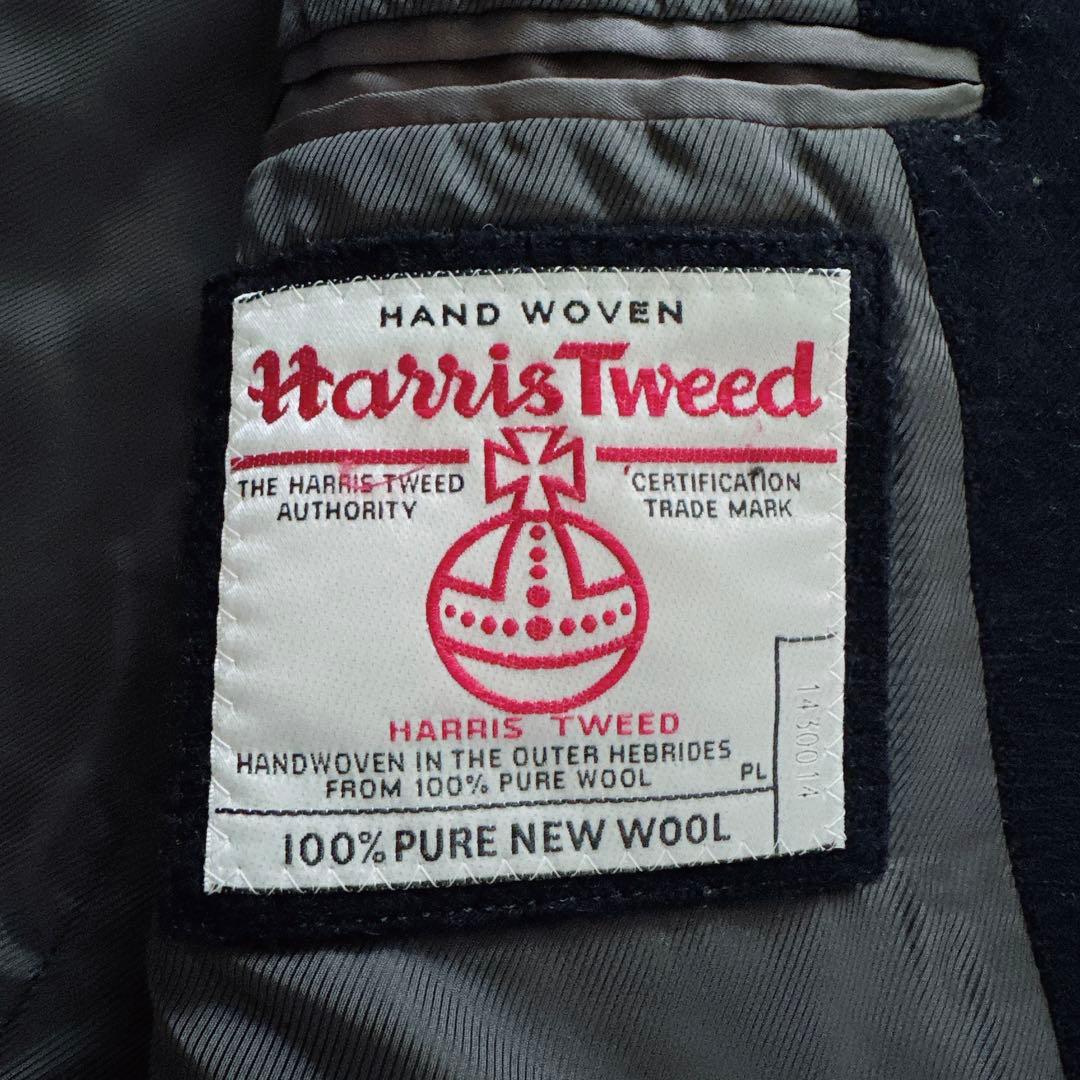 HAND WOVEN
Harris Tweed
THE HARRIS TWEED
AUTHORITY
CERTIFICATION
TRADE MARK
HARRIS TWEED
HANDWOVEN IN THE OUTER HEBRIDES
FROM 100% PURE WOOL
PL
100% PURE NEW WOOL
14300014